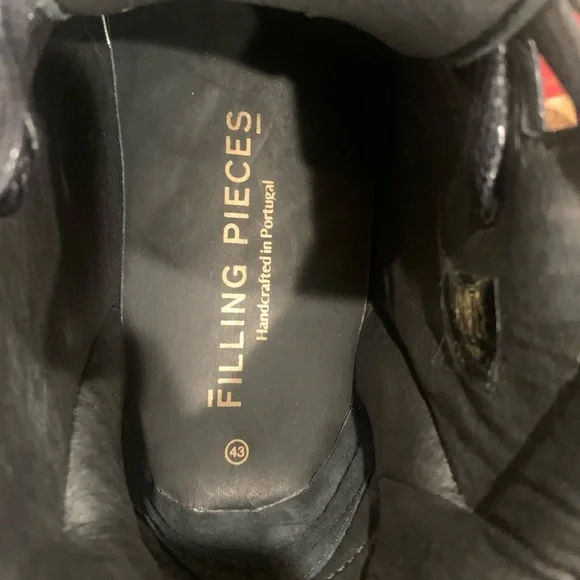 FILLING PIECES
Handcrafted in Portugal
43